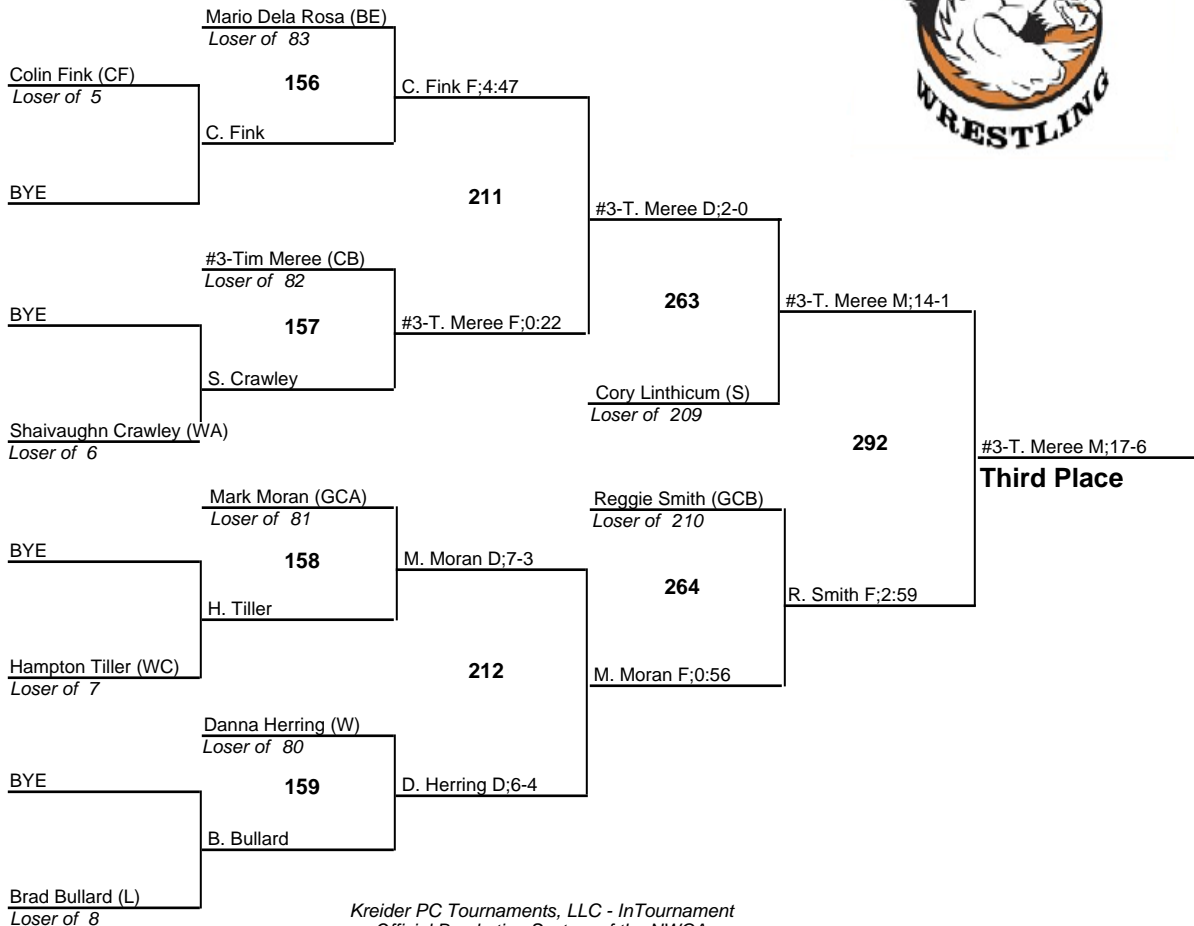 Mario Dela Rosa (BE)
Loser of 83
Colin Fink (CF)
Loser of 5
156
C. Fink F;4:47
C. Fink
BYE
211
#3-T. Meree D;2-0
#3-Tim Meree (CB)
Loser of 82
BYE
157
#3-T. Meree F;0:22
263
#3-T. Meree M;14-1
S. Crawley
Cory Linthicum (S)
Loser of 209
Shaivaughn Crawley (WA)
Loser of 6
292
#3-T. Meree M;17-6
Third Place
Mark Moran (GCA)
Loser of 81
Reggie Smith (GCB)
Loser of 210
BYE
158
M. Moran D;7-3
264
R. Smith F;2:59
H. Tiller
Hampton Tiller (WC)
Loser of 7
212
M. Moran F;0:56
Danna Herring (W)
Loser of 80
BYE
159
D. Herring D;6-4
B. Bullard
Brad Bullard (L)
Loser of 8
WRESTLING
Kreider PC Tournaments, LLC - InTournament